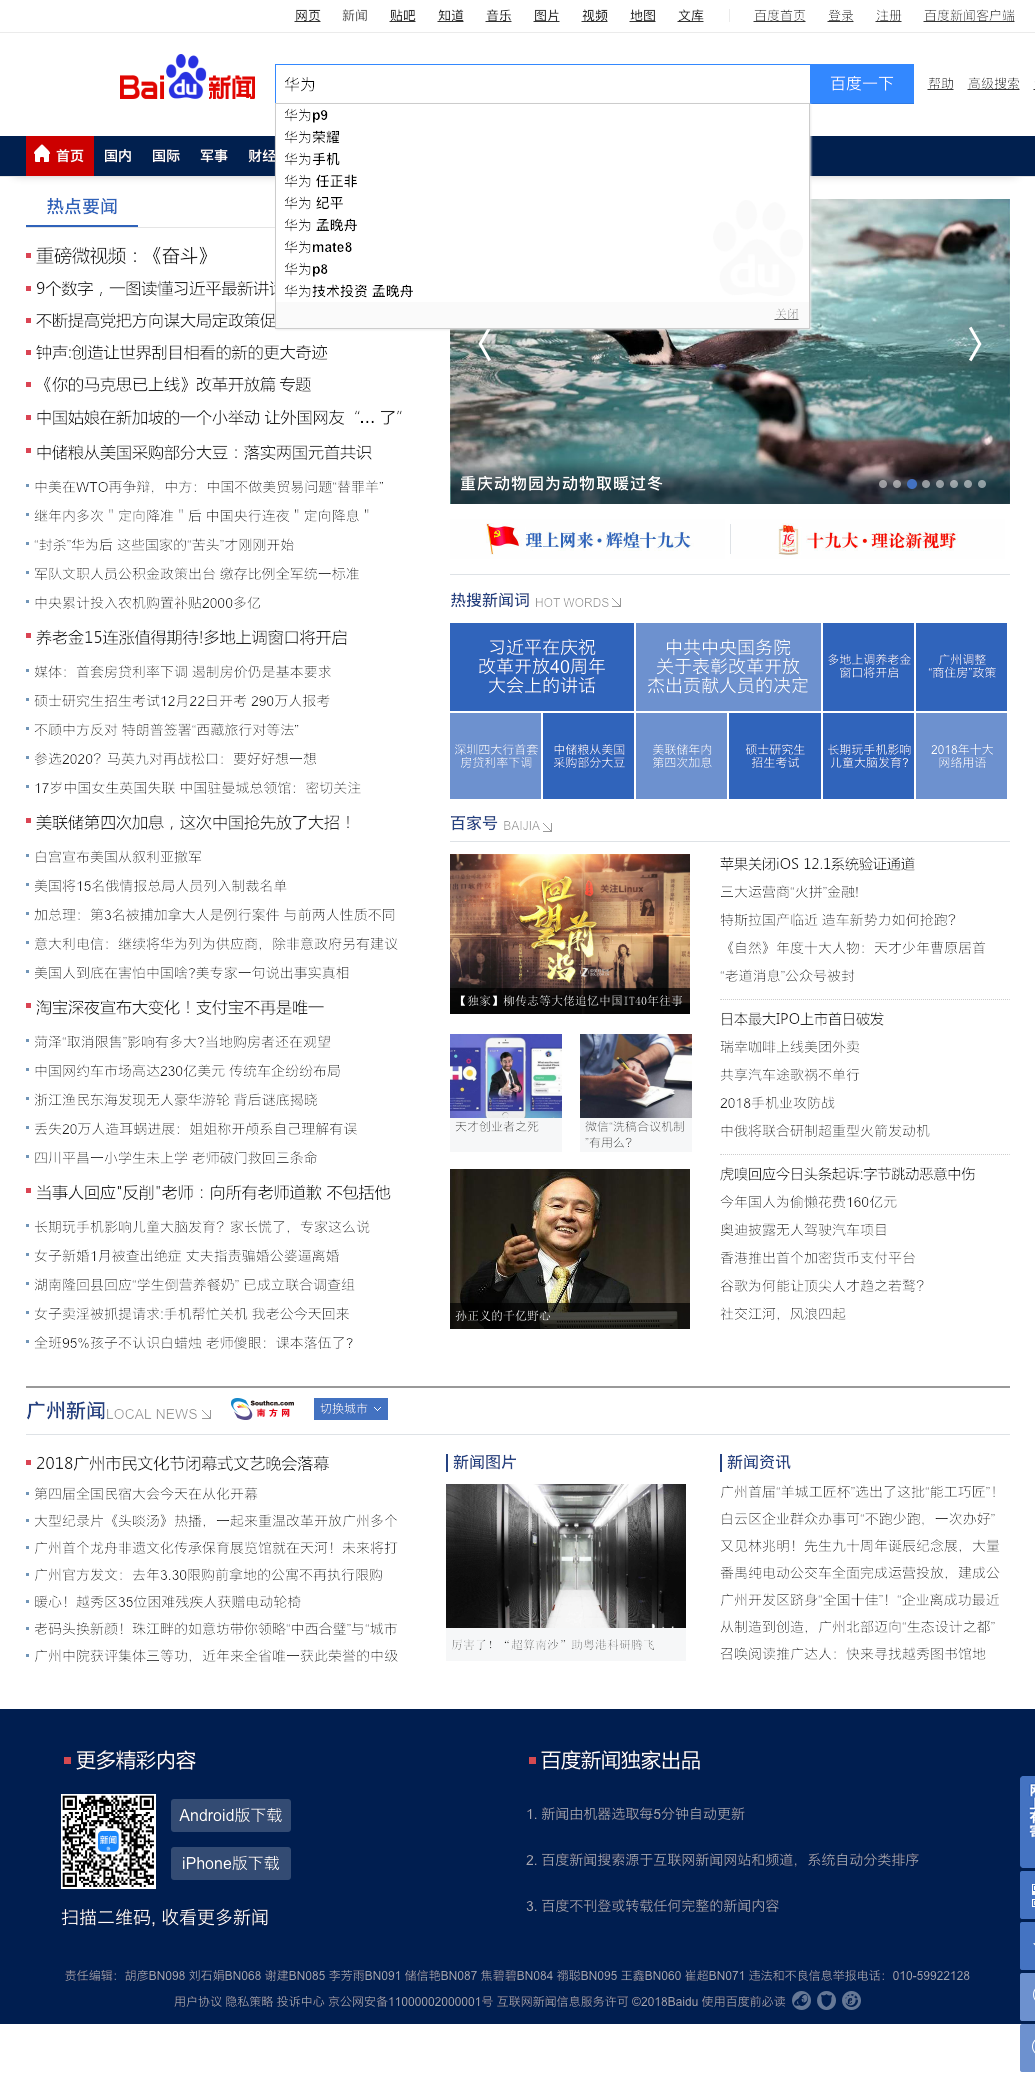 网页 新闻 贴吧 知道 音乐 图片 视频 地图 文库 百度首页 登录 注册 百度新闻客户端
Bai du 新闻
华为
百度一下
帮助 高级搜索
首页 国内 国际 军事 财经
华为p9
华为荣耀
华为手机
华为 任正非
华为 纪平
华为 孟晚舟
华为mate8
华为p8
华为技术投资 孟晚舟
关闭
热点要闻
重磅微视频：《奋斗》
9个数字，一图读懂习近平最新讲
不断提高党把方向谋大局定政策促
钟声:创造让世界刮目相看的新的更大奇迹
《你的马克思已上线》改革开放篇 专题
中国姑娘在新加坡的一个小举动 让外国网友“... 了”
中储粮从美国采购部分大豆：落实两国元首共识
中美在WTO再争辩，中方：中国不做美贸易问题“替罪羊”
继年内多次＂定向降准＂后 中国央行连夜＂定向降息＂
“封杀”华为后 这些国家的“苦头”才刚刚开始
军队文职人员公积金政策出台 缴存比例全军统一标准
中央累计投入农机购置补贴2000多亿
养老金15连涨值得期待!多地上调窗口将开启
媒体：首套房贷利率下调 遏制房价仍是基本要求
硕士研究生招生考试12月22日开考 290万人报考
不顾中方反对 特朗普签署“西藏旅行对等法”
参选2020？马英九对再战松口：要好好想一想
17岁中国女生英国失联 中国驻曼城总领馆：密切关注
美联储第四次加息，这次中国抢先放了大招！
白宫宣布美国从叙利亚撤军
美国将15名俄情报总局人员列入制裁名单
加总理：第3名被捕加拿大人是例行案件 与前两人性质不同
意大利电信：继续将华为列为供应商，除非意政府另有建议
美国人到底在害怕中国啥?美专家一句说出事实真相
淘宝深夜宣布大变化！支付宝不再是唯一
菏泽“取消限售”影响有多大?当地购房者还在观望
中国网约车市场高达230亿美元 传统车企纷纷布局
浙江渔民东海发现无人豪华游轮 背后谜底揭晓
丢失20万人造耳蜗进展：姐姐称开颅系自己理解有误
四川平昌一小学生未上学 老师破门救回三条命
当事人回应"反削"老师：向所有老师道歉 不包括他
长期玩手机影响儿童大脑发育？家长慌了，专家这么说
女子新婚1月被查出绝症 丈夫指责骗婚公婆逼离婚
湖南隆回县回应“学生倒营养餐奶” 已成立联合调查组
女子卖淫被抓提请求:手机帮忙关机 我老公今天回来
全班95%孩子不认识白蜡烛 老师傻眼：课本落伍了?
重庆动物园为动物取暖过冬
理上网来·辉煌十九大
十九大·理论新视野
热搜新闻词 HOT WORDS
习近平在庆祝
改革开放40周年
大会上的讲话
中共中央国务院
关于表彰改革开放
杰出贡献人员的决定
多地上调养老金
窗口将开启
广州调整
“商住房”政策
深圳四大行首套
房贷利率下调
中储粮从美国
采购部分大豆
美联储年内
第四次加息
硕士研究生
招生考试
长期玩手机影响
儿童大脑发育?
2018年十大
网络用语
百家号 BAIJIA
回望前沿
关注Linux
【独家】柳传志等大佬追忆中国IT40年往事
HQ
天才创业者之死
微信“洗稿合议机制
”有用么？
孙正义的千亿野心
苹果关闭iOS 12.1系统验证通道
三大运营商“火拼”金融!
特斯拉国产临近 造车新势力如何抢跑?
《自然》年度十大人物：天才少年曹原居首
“老道消息”公众号被封
日本最大IPO上市首日破发
瑞幸咖啡上线美团外卖
共享汽车途歌祸不单行
2018手机业攻防战
中俄将联合研制超重型火箭发动机
虎嗅回应今日头条起诉:字节跳动恶意中伤
今年国人为偷懒花费160亿元
奥迪披露无人驾驶汽车项目
香港推出首个加密货币支付平台
谷歌为何能让顶尖人才趋之若鹜？
社交江河，风浪四起
广州新闻 LOCAL NEWS Southcn.com 南方网 切换城市
2018广州市民文化节闭幕式文艺晚会落幕
第四届全国民宿大会今天在从化开幕
大型纪录片《头啖汤》热播，一起来重温改革开放广州多个
广州首个龙舟非遗文化传承保育展览馆就在天河！未来将打
广州官方发文：去年3.30限购前拿地的公寓不再执行限购
暖心！越秀区35位困难残疾人获赠电动轮椅
老码头换新颜！珠江畔的如意坊带你领略“中西合璧”与“城市
广州中院获评集体三等功，近年来全省唯一获此荣誉的中级
新闻图片
厉害了！“超算南沙”助粤港科研腾飞
新闻资讯
广州首届“羊城工匠杯”选出了这批“能工巧匠”！
白云区企业群众办事可“不跑少跑，一次办好”
又见林兆明！先生九十周年诞辰纪念展，大量
番禺纯电动公交车全面完成运营投放，建成公
广州开发区跻身“全国十佳”！“企业离成功最近
从制造到创造，广州北部迈向“生态设计之都”
召唤阅读推广达人：快来寻找越秀图书馆地
更多精彩内容
新闻
Android版下载
iPhone版下载
扫描二维码, 收看更多新闻
百度新闻独家出品
1. 新闻由机器选取每5分钟自动更新
2. 百度新闻搜索源于互联网新闻网站和频道，系统自动分类排序
3. 百度不刊登或转载任何完整的新闻内容
责任编辑：胡彦BN098 刘石娟BN068 谢建BN085 李芳雨BN091 储信艳BN087 焦碧碧BN084 禤聪BN095 王鑫BN060 崔超BN071 违法和不良信息举报电话：010-59922128
用户协议 隐私策略 投诉中心 京公网安备11000002000001号 互联网新闻信息服务许可 ©2018Baidu 使用百度前必读